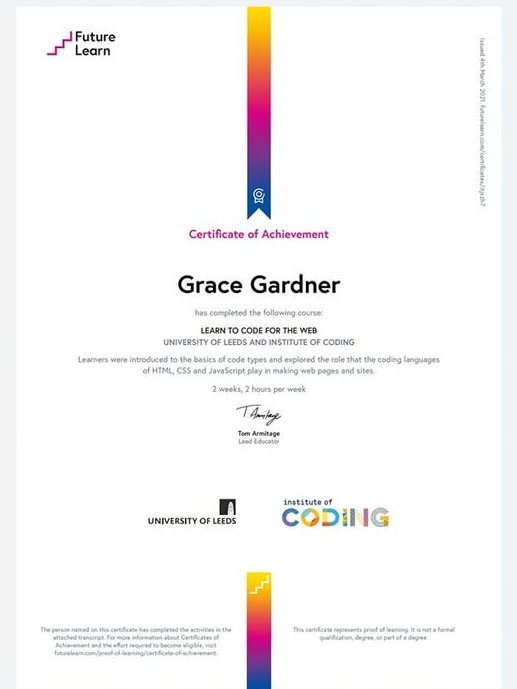 Future
Learn
Issued 4th March 2021. futurelearn.com/certificates/
Certificate of Achievement
Grace Gardner
has completed the following course:
LEARN TO CODE FOR THE WEB
UNIVERSITY OF LEEDS AND INSTITUTE OF CODING
Learners were introduced to the basics of code types and explored the role that the coding languages
of HTML, CSS and JavaScript play in making web pages and sites.
2 weeks, 2 hours per week
T Armitage
Tom Armitage
Lead Educator
UNIVERSITY OF LEEDS
institute of
CODING
The person named on this certificate has completed the activities in the
attached transcript. For more information about Certificates of
Achievement and the effort required to become eligible, visit
futurelearn.com/proof-of-learning/certificate-of-achievement.
This certificate represents proof of learning. It is not a formal
qualification, degree, or part of a degree.